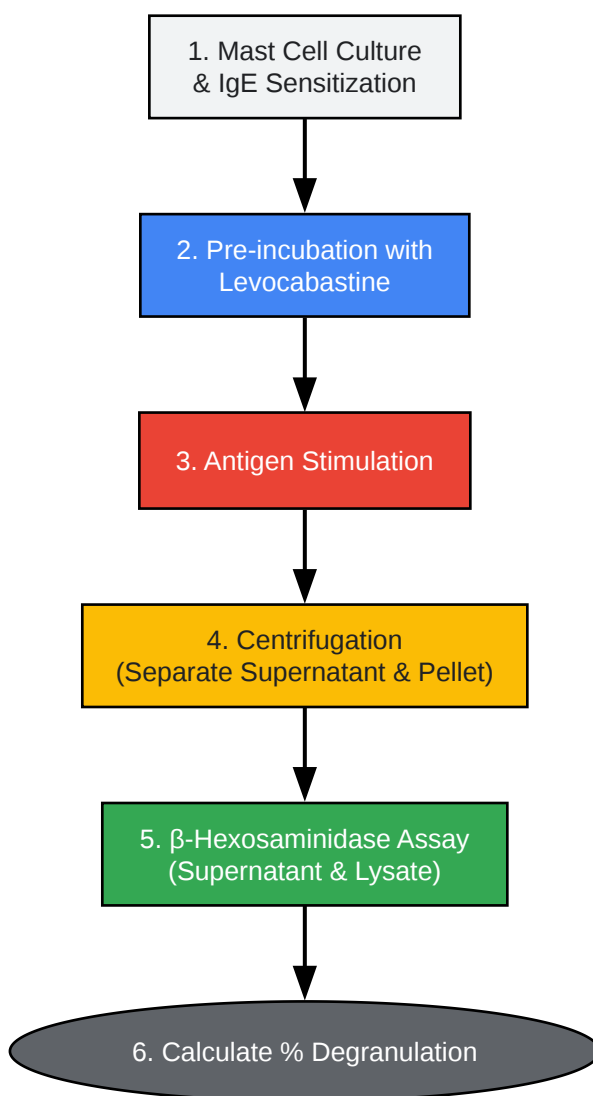 1. Mast Cell Culture
& IgE Sensitization
2. Pre-incubation with
Levocabastine
3. Antigen Stimulation
4. Centrifugation
(Separate Supernatant & Pellet)
5. β-Hexosaminidase Assay
(Supernatant & Lysate)
6. Calculate % Degranulation